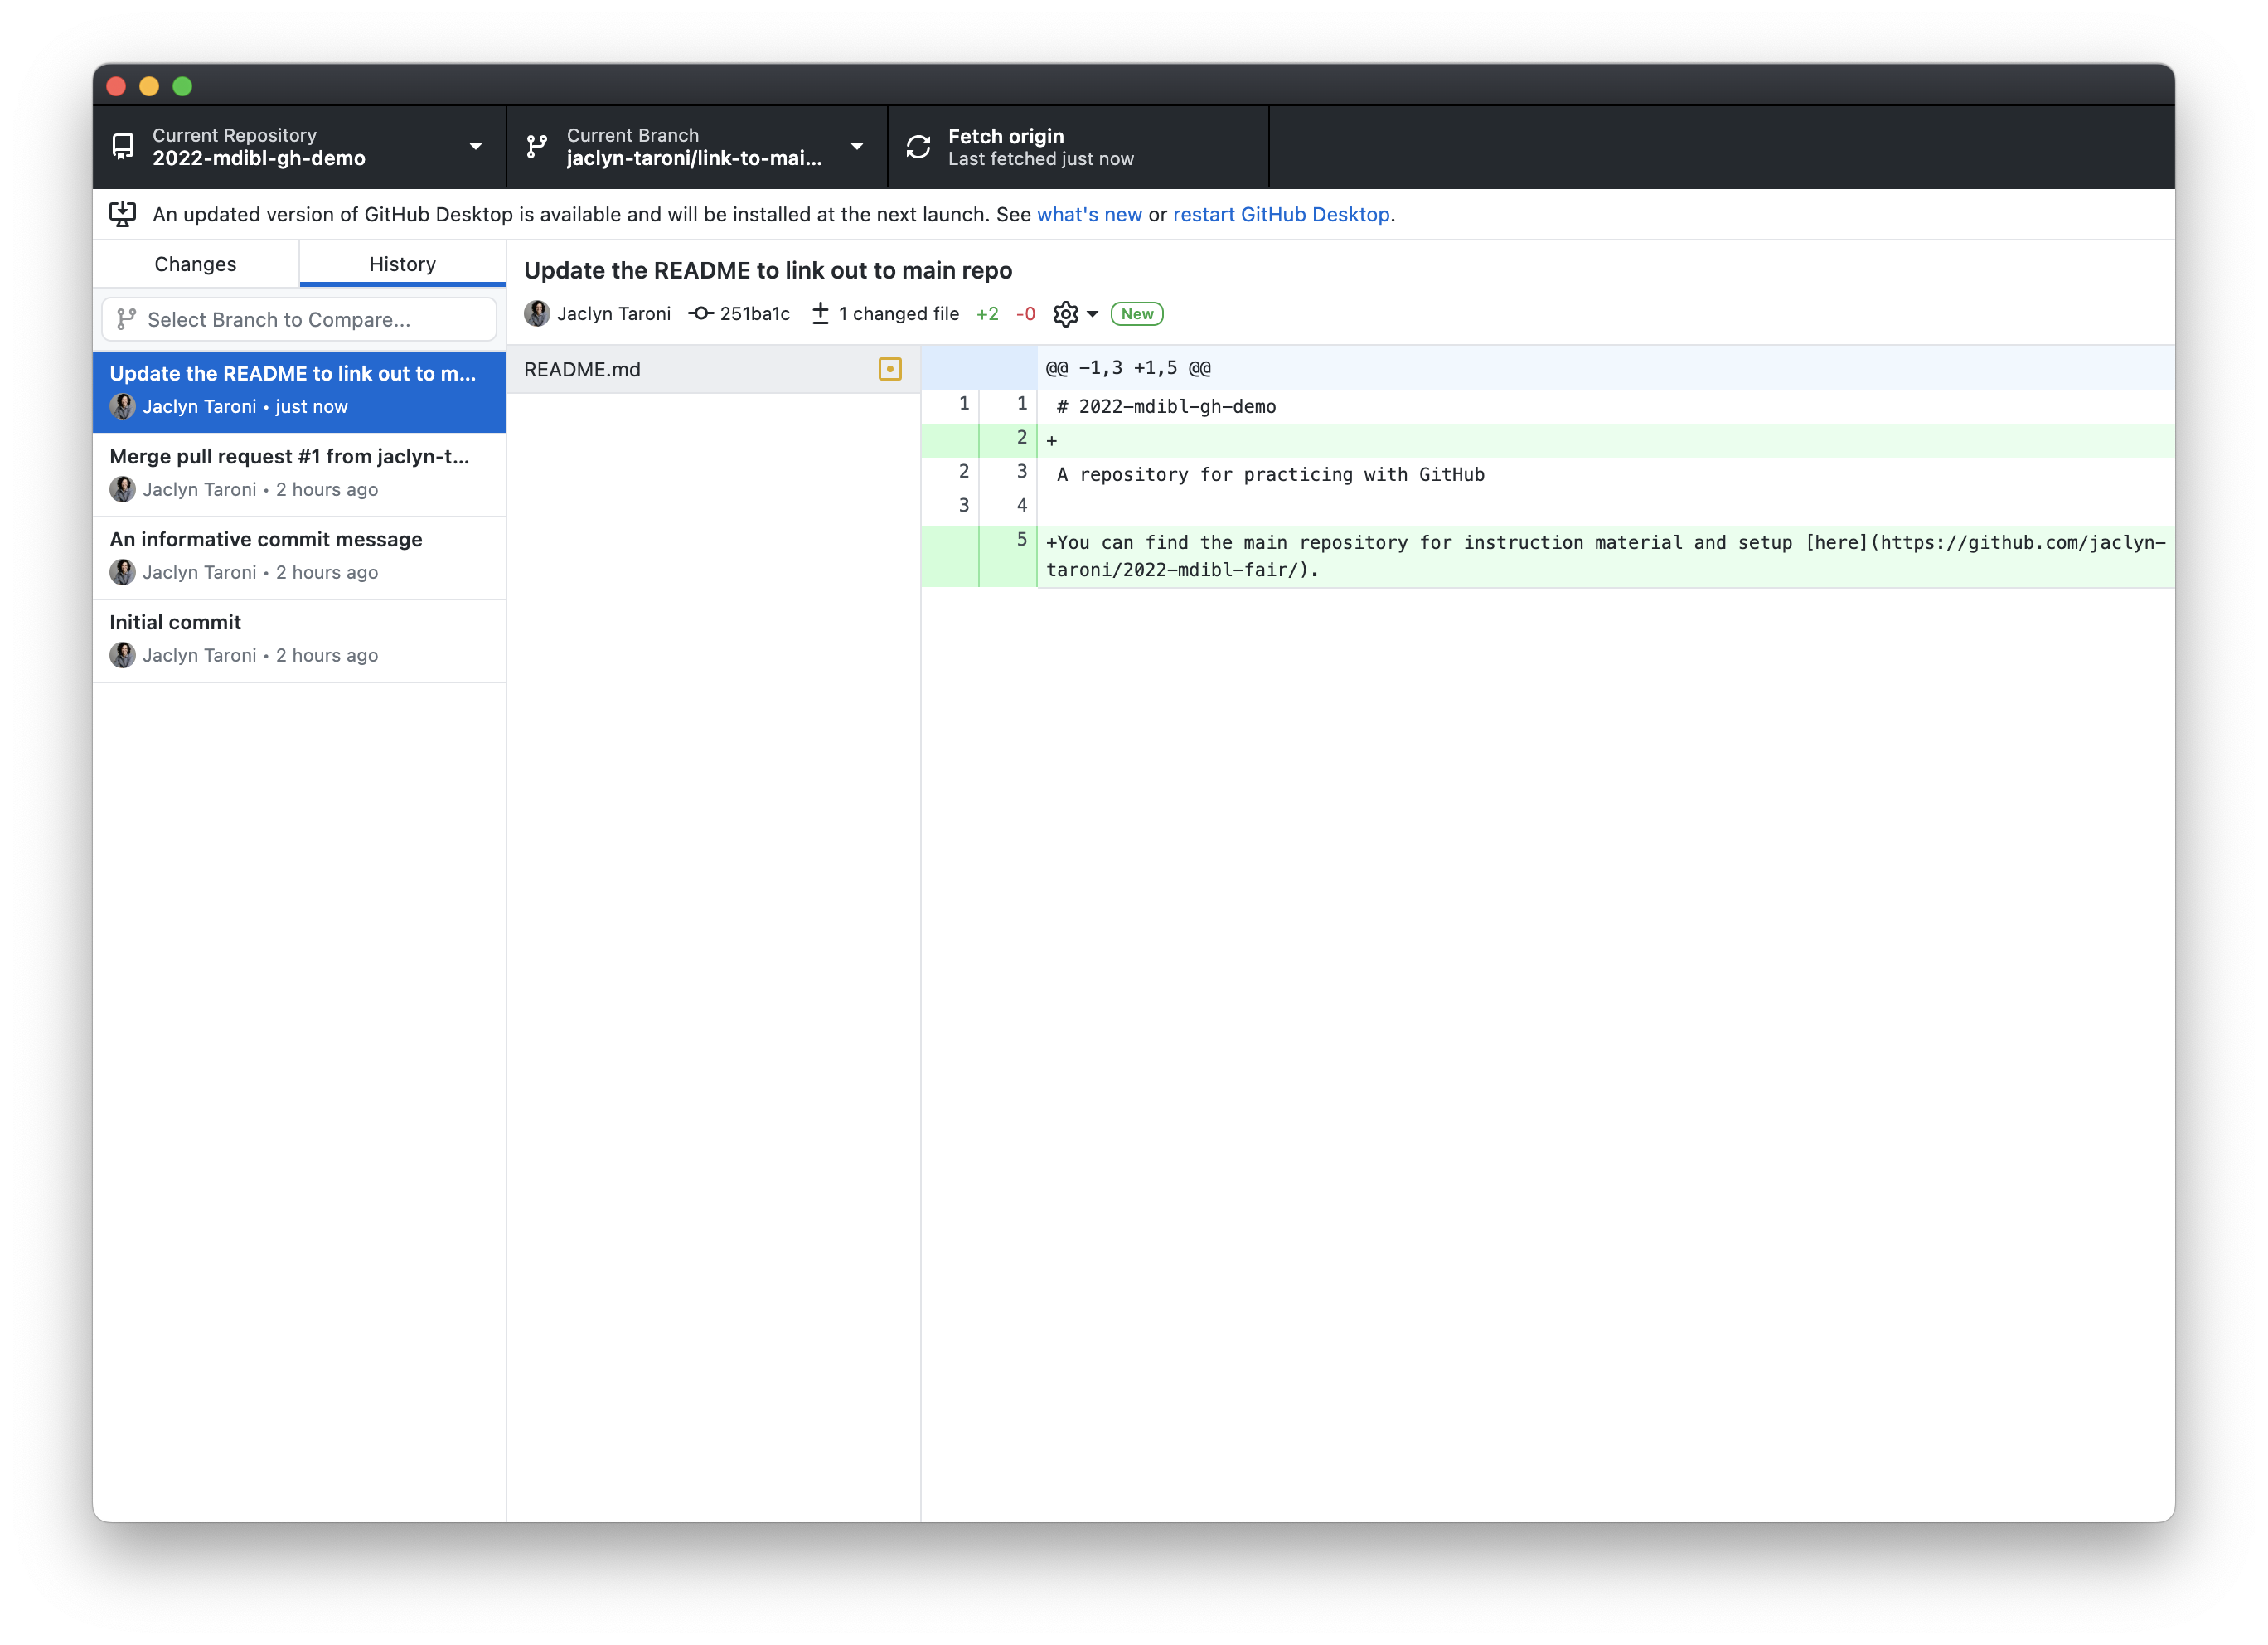 Current Repository
2022-mdibl-gh-demo
Current Branch
jaclyn-taroni/link-to-mai...
Fetch origin
Last fetched just now
An updated version of GitHub Desktop is available and will be installed at the next launch. See what's new or restart GitHub Desktop.
Changes
History
Select Branch to Compare...
Update the README to link out to m...
Jaclyn Taroni • just now
Merge pull request #1 from jaclyn-t...
Jaclyn Taroni • 2 hours ago
An informative commit message
Jaclyn Taroni • 2 hours ago
Initial commit
Jaclyn Taroni • 2 hours ago
Update the README to link out to main repo
Jaclyn Taroni 251ba1c 1 changed file +2 -0 New
README.md
@@ -1,3 +1,5 @@
1 1 # 2022-mdibl-gh-demo
2 +
2 3 A repository for practicing with GitHub
3 4
5 +You can find the main repository for instruction material and setup [here](https://github.com/jaclyn-
taroni/2022-mdibl-fair/).